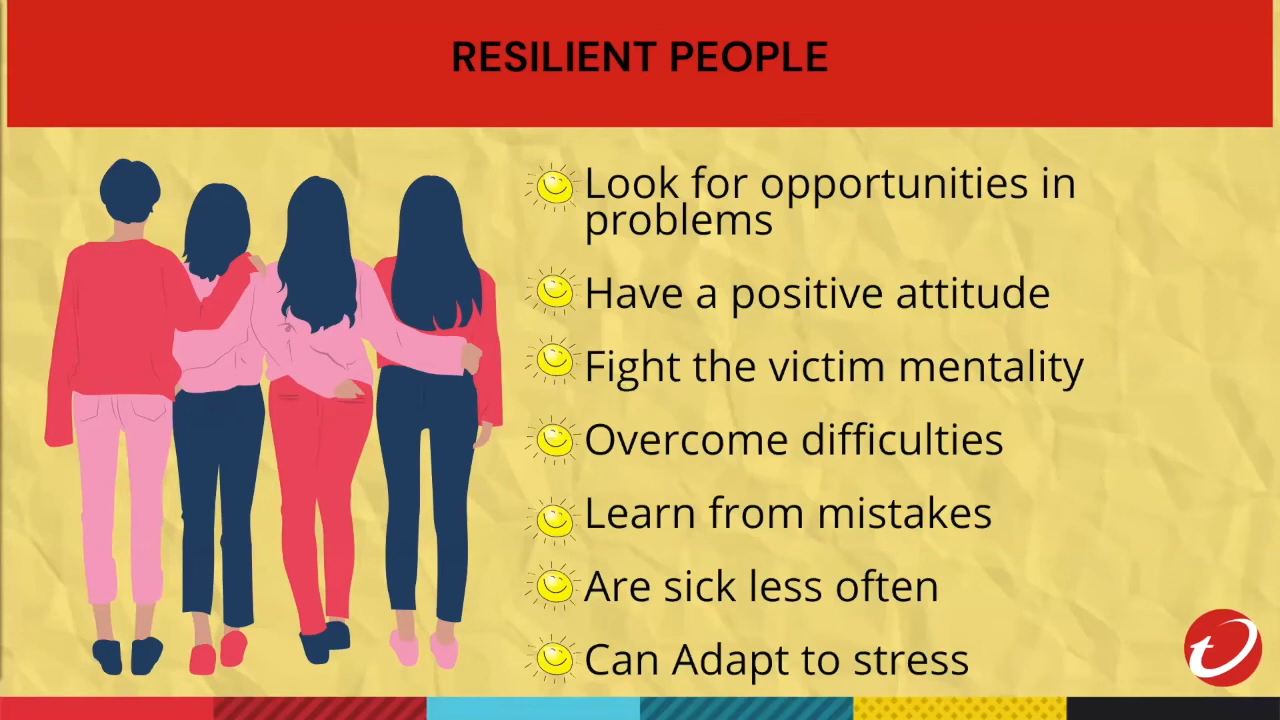 RESILIENT PEOPLE
Look for opportunities in
problems
Have a positive attitude
Fight the victim mentality
Overcome difficulties
Learn from mistakes
Are sick less often
Can Adapt to stress